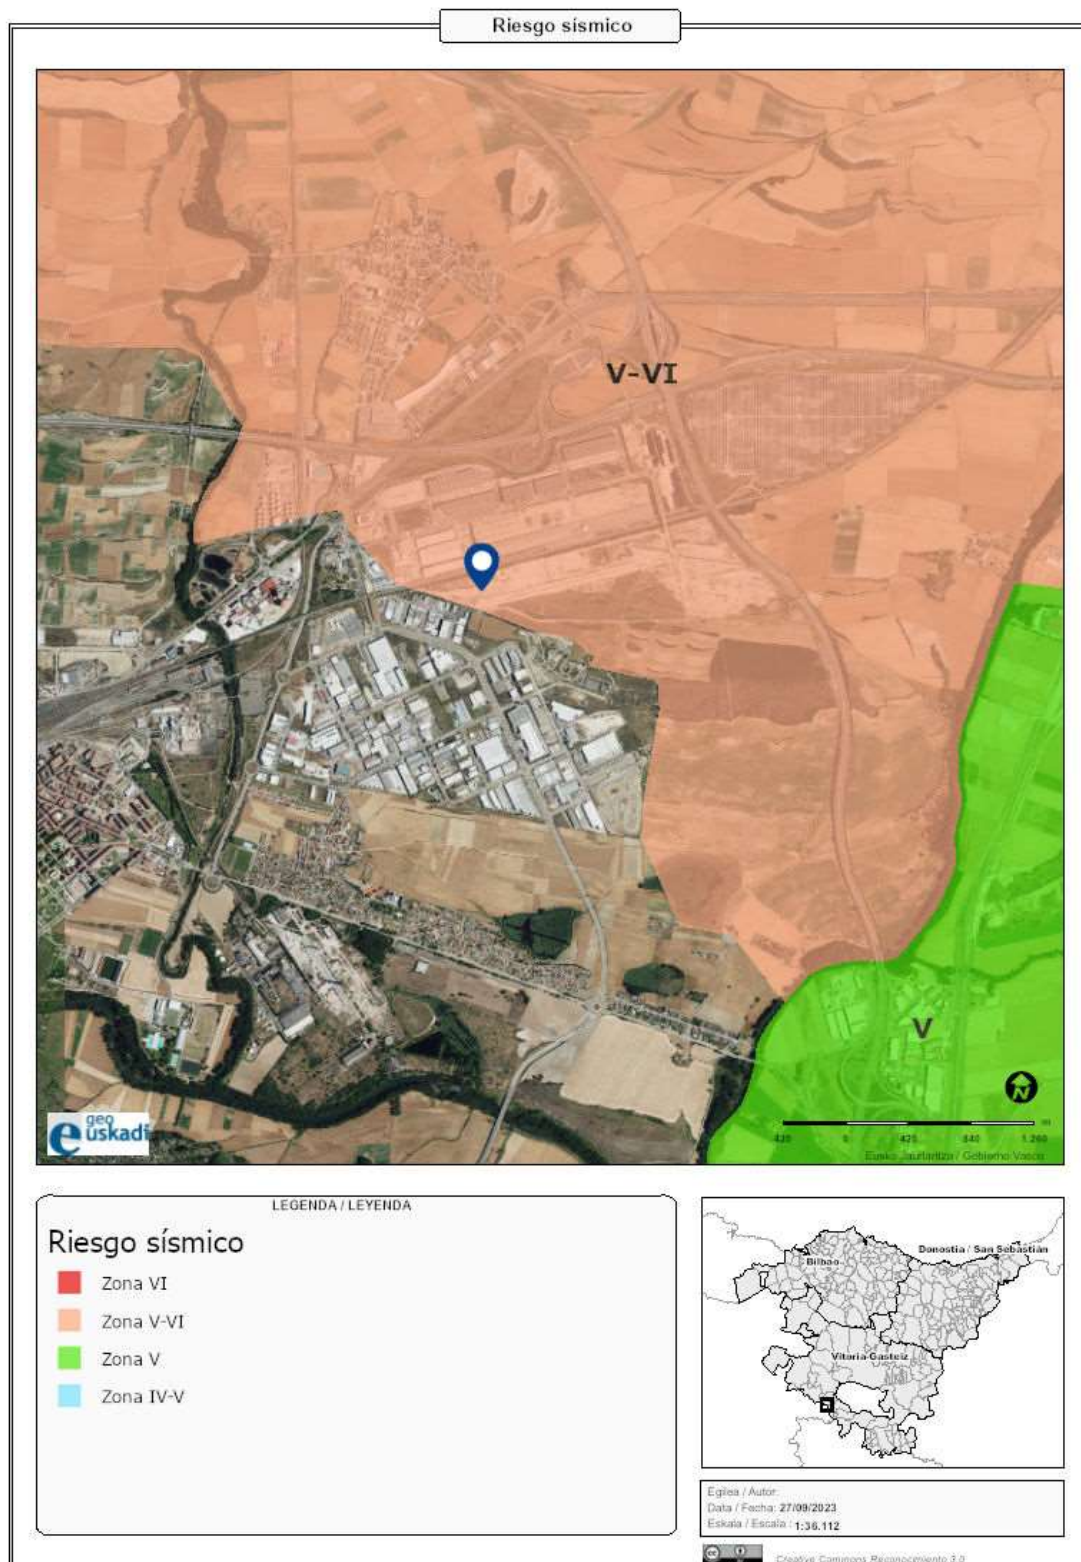 Riesgo sísmico
V-VI
V
geo
euskadi
420 0 420 840 1.260
m
Eusko Jaurlaritza / Gobierno Vasco
LEGENDA / LEYENDA
Riesgo sísmico
Zona VI
Zona V-VI
Zona V
Zona IV-V
Donostia / San Sebastián
Bilbao
Vitoria-Gasteiz
Egilea / Autor:
Data / Fecha: 27/09/2023
Eskala / Escala : 1:36.112
cc
Creative Commons Reconocimiento 3.0